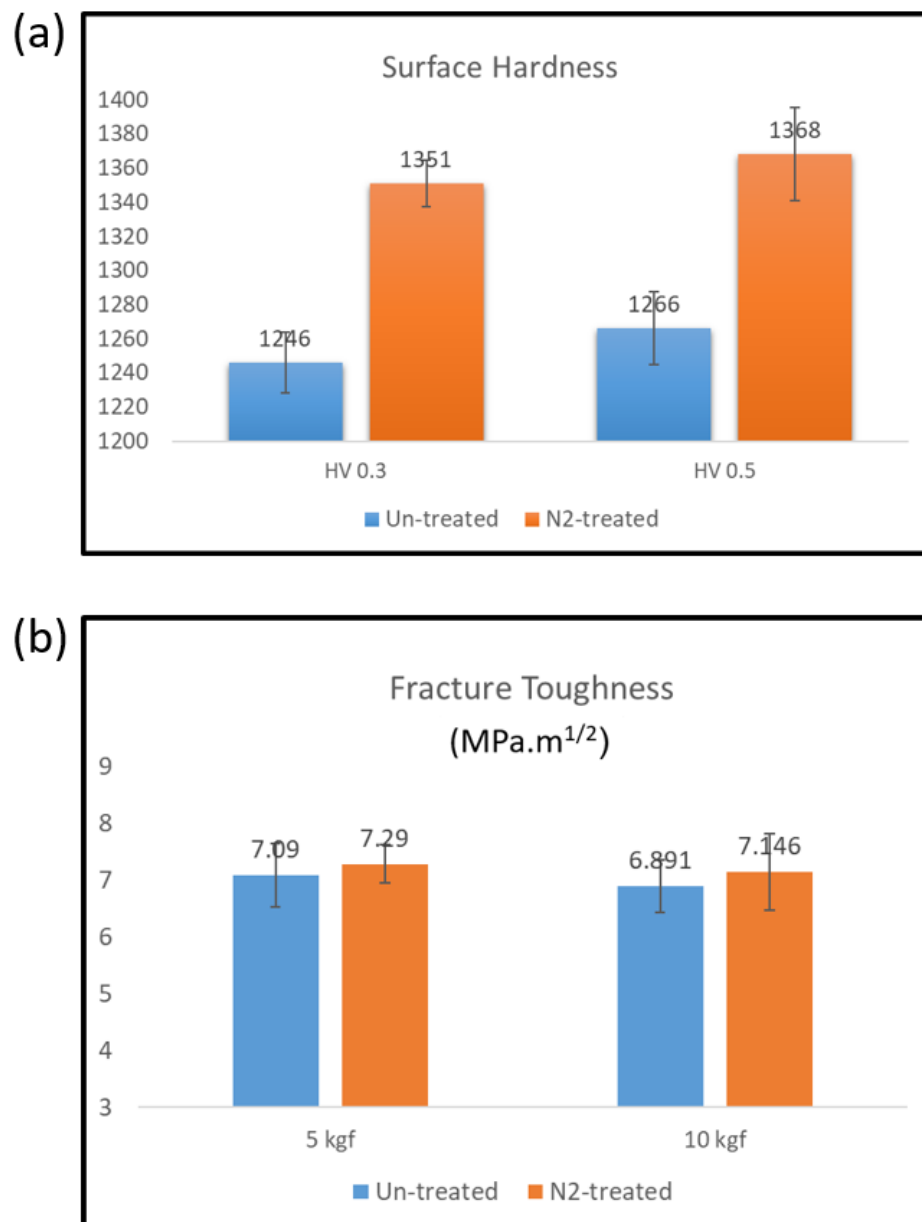 (a)
Surface Hardness
1400
1380
1360
1340
1320
1300
1280
1260
1240
1220
1200
1246
1351
1266
1368
HV 0.3
HV 0.5
Un-treated
N2-treated
(b)
Fracture Toughness
(MPa.m^{1/2})
9
8
7
6
5
4
3
7.09
7.29
6.891
7.146
5 kgf
10 kgf
Un-treated
N2-treated